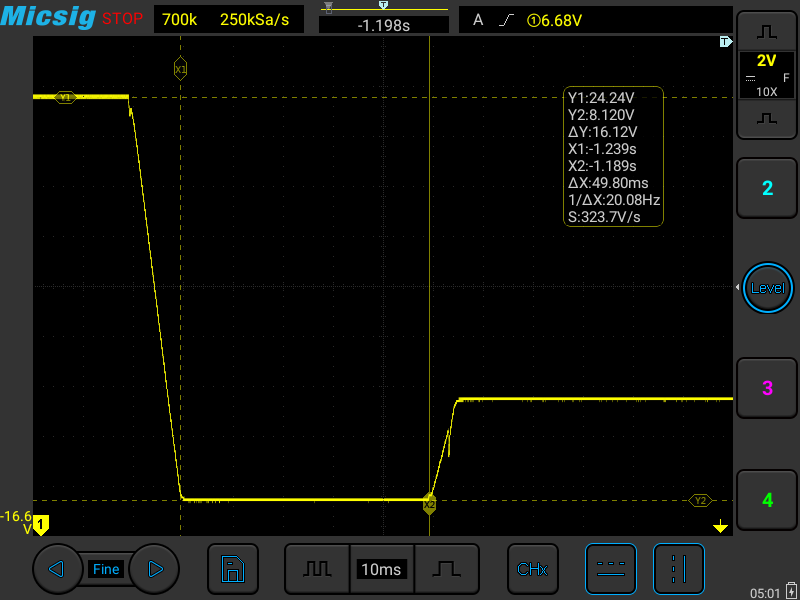 Micsig STOP 700k 250kSa/s T -1.198s A 1 6.68V
T
X1
Y1
2V
F
10X
Y1:24.24V
Y2:8.120V
ΔY:16.12V
X1:-1.239s
X2:-1.189s
ΔX:49.80ms
1/ΔX:20.08Hz
S:323.7V/s
2
Level
3
4
X2
Y2
-16.6
V
1
Fine
10ms
CHx
05:01